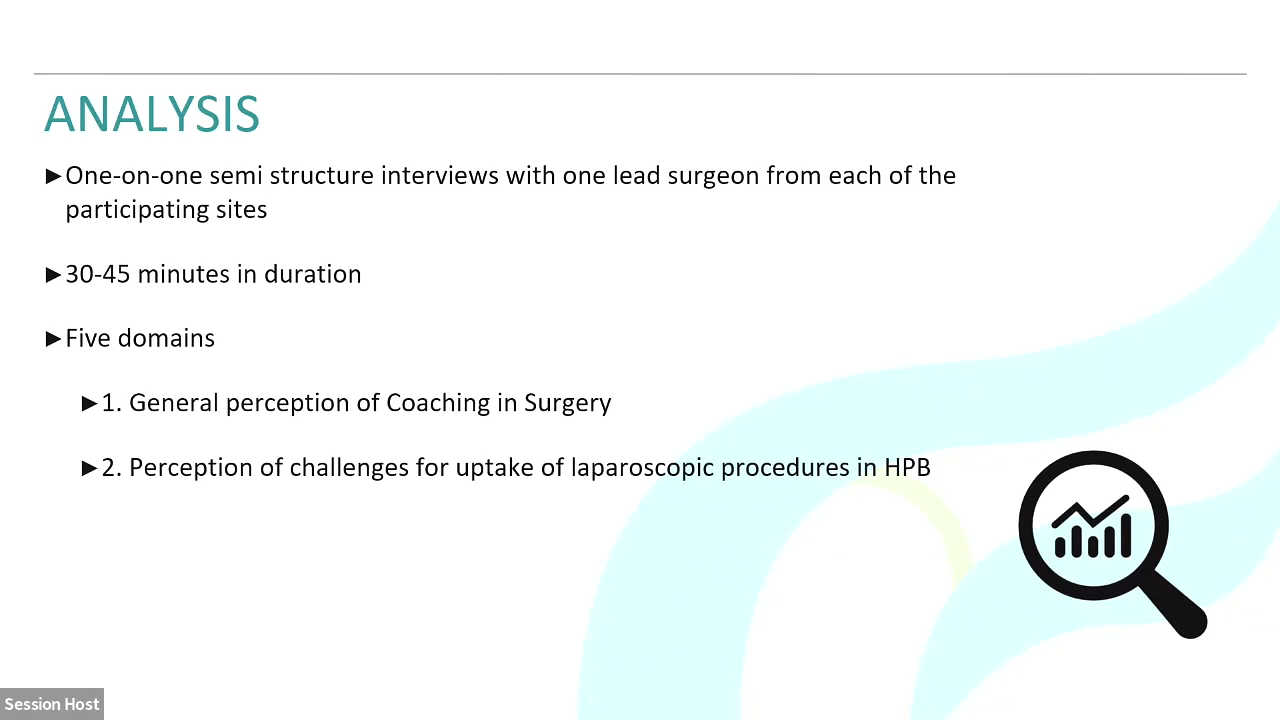 ANALYSIS
►One-on-one semi structure interviews with one lead surgeon from each of the
participating sites
►30-45 minutes in duration
►Five domains
►1. General perception of Coaching in Surgery
►2. Perception of challenges for uptake of laparoscopic procedures in HPB
Session Host